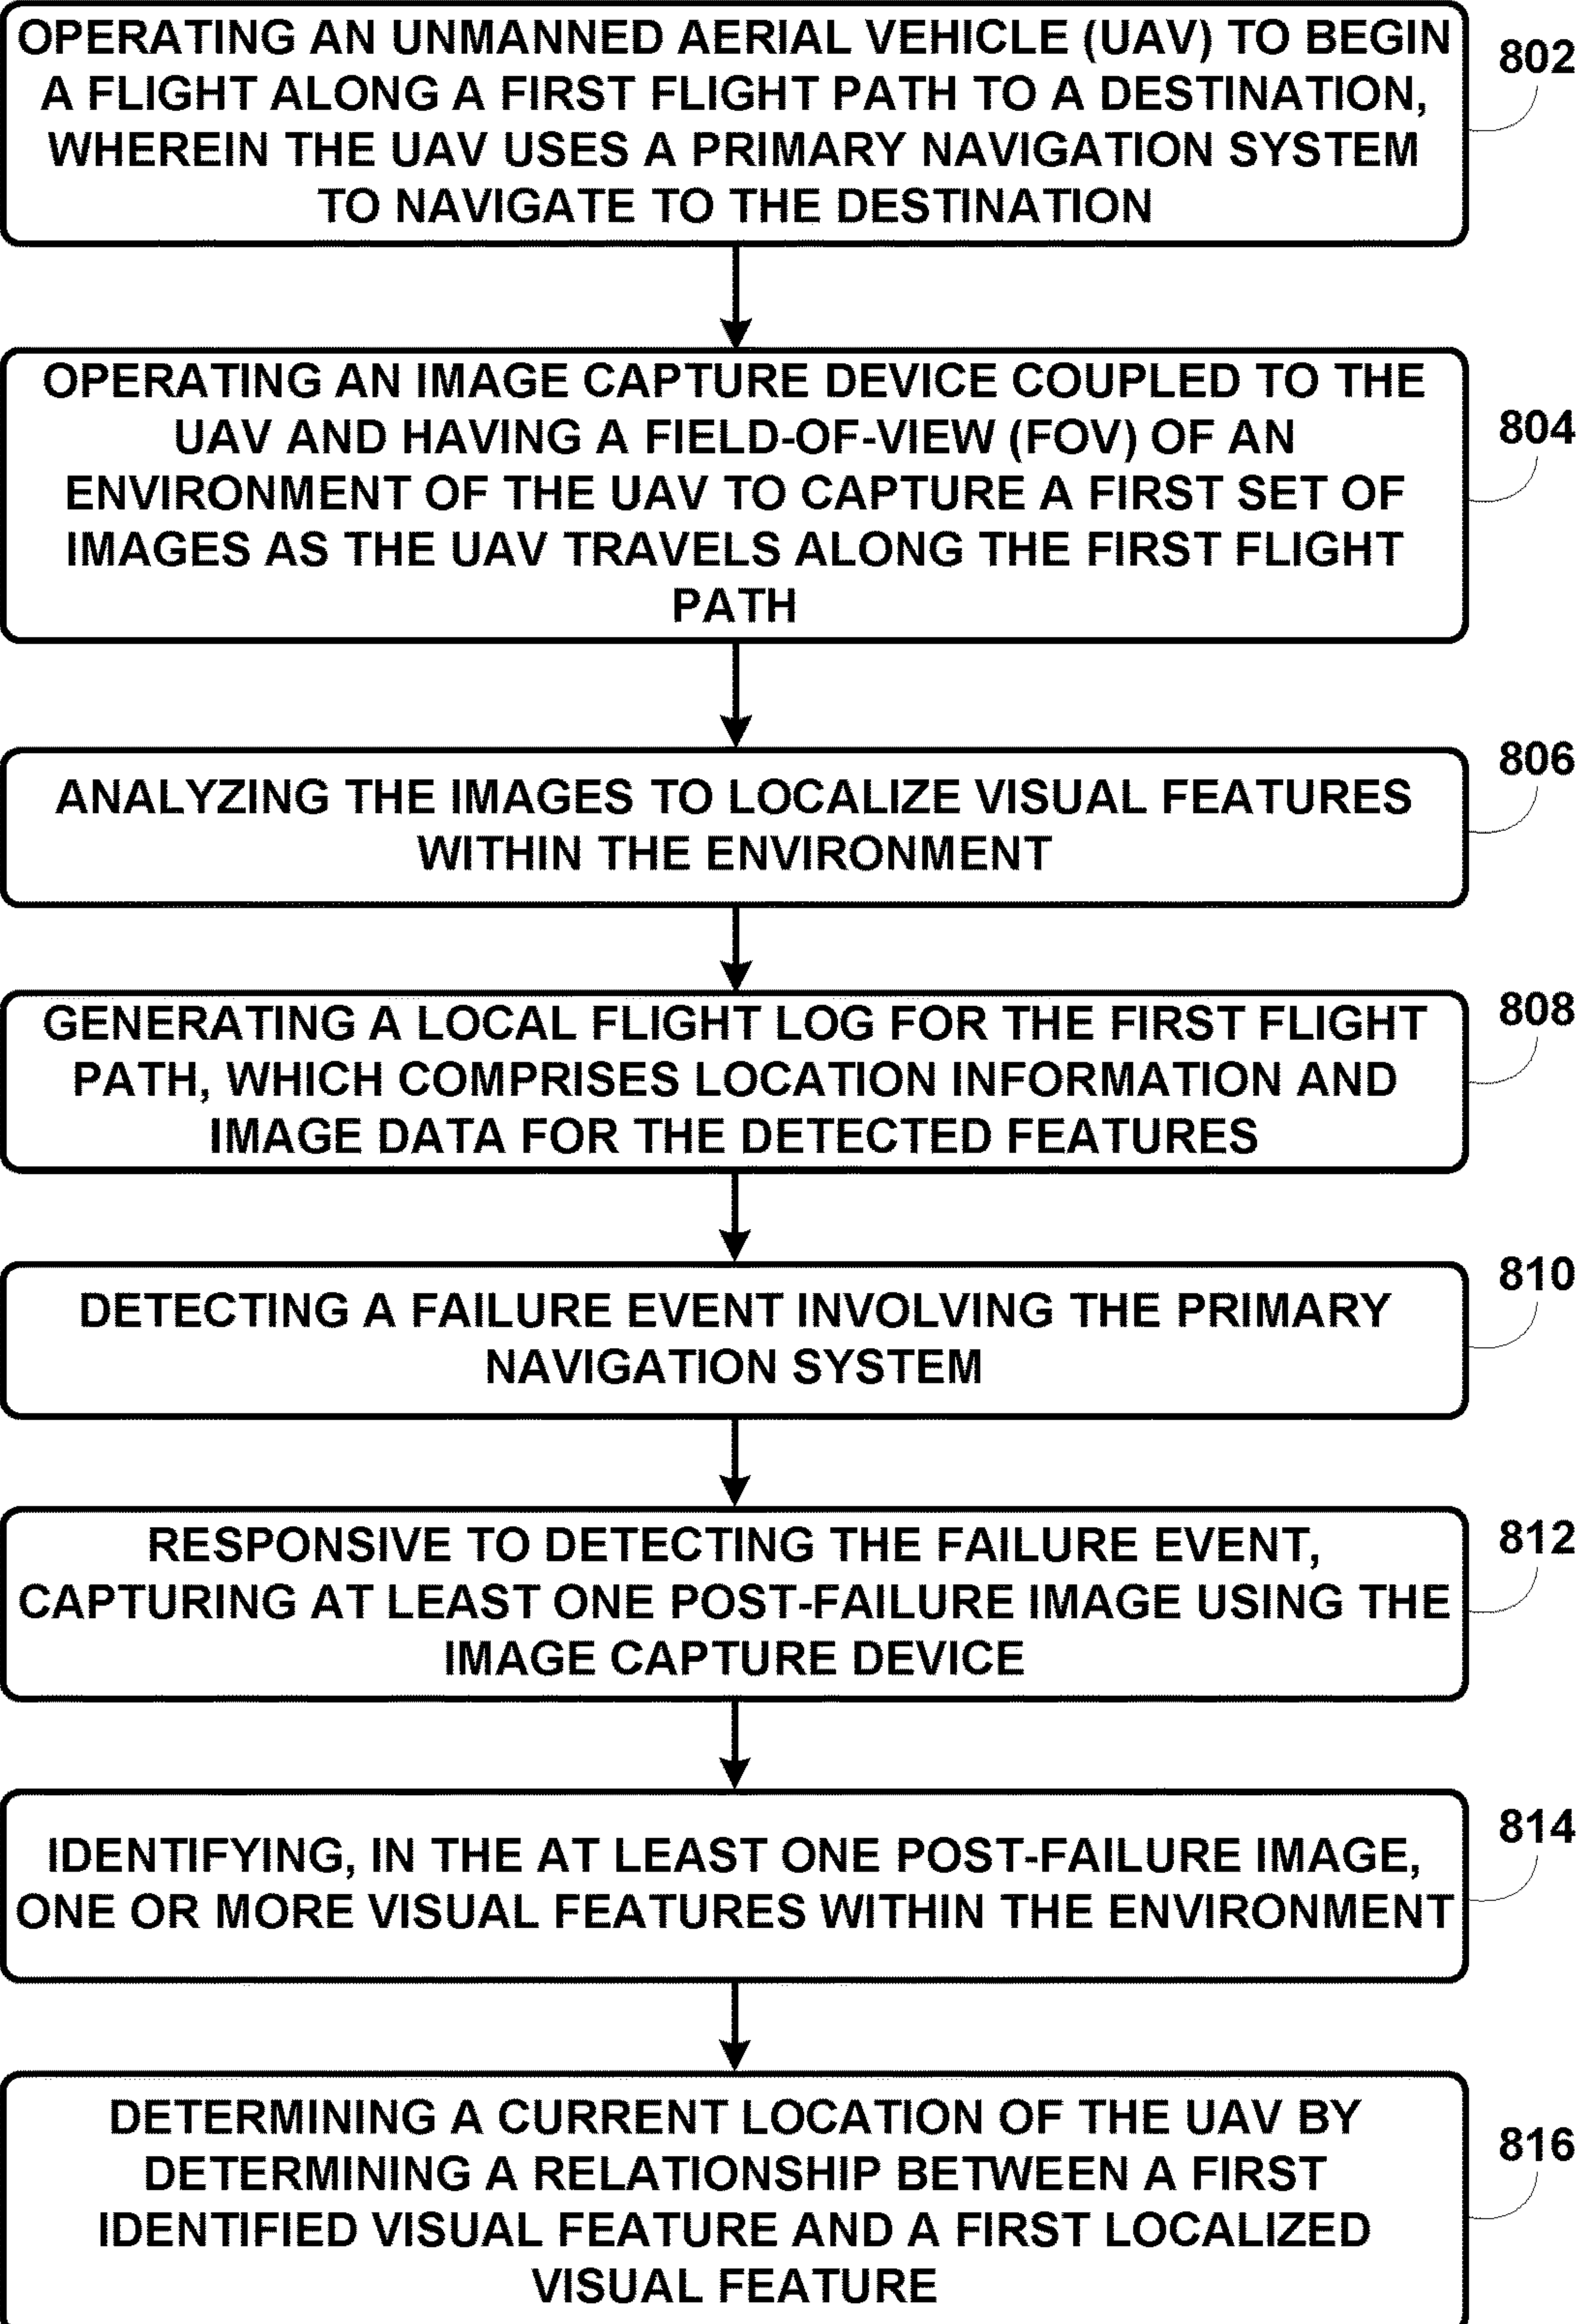 OPERATING AN UNMANNED AERIAL VEHICLE (UAV) TO BEGIN
A FLIGHT ALONG A FIRST FLIGHT PATH TO A DESTINATION,
WHEREIN THE UAV USES A PRIMARY NAVIGATION SYSTEM
TO NAVIGATE TO THE DESTINATION
802
OPERATING AN IMAGE CAPTURE DEVICE COUPLED TO THE
UAV AND HAVING A FIELD-OF-VIEW (FOV) OF AN
ENVIRONMENT OF THE UAV TO CAPTURE A FIRST SET OF
IMAGES AS THE UAV TRAVELS ALONG THE FIRST FLIGHT
PATH
804
ANALYZING THE IMAGES TO LOCALIZE VISUAL FEATURES
WITHIN THE ENVIRONMENT
806
GENERATING A LOCAL FLIGHT LOG FOR THE FIRST FLIGHT
PATH, WHICH COMPRISES LOCATION INFORMATION AND
IMAGE DATA FOR THE DETECTED FEATURES
808
DETECTING A FAILURE EVENT INVOLVING THE PRIMARY
NAVIGATION SYSTEM
810
RESPONSIVE TO DETECTING THE FAILURE EVENT,
CAPTURING AT LEAST ONE POST-FAILURE IMAGE USING THE
IMAGE CAPTURE DEVICE
812
IDENTIFYING, IN THE AT LEAST ONE POST-FAILURE IMAGE,
ONE OR MORE VISUAL FEATURES WITHIN THE ENVIRONMENT
814
DETERMINING A CURRENT LOCATION OF THE UAV BY
DETERMINING A RELATIONSHIP BETWEEN A FIRST
IDENTIFIED VISUAL FEATURE AND A FIRST LOCALIZED
VISUAL FEATURE
816